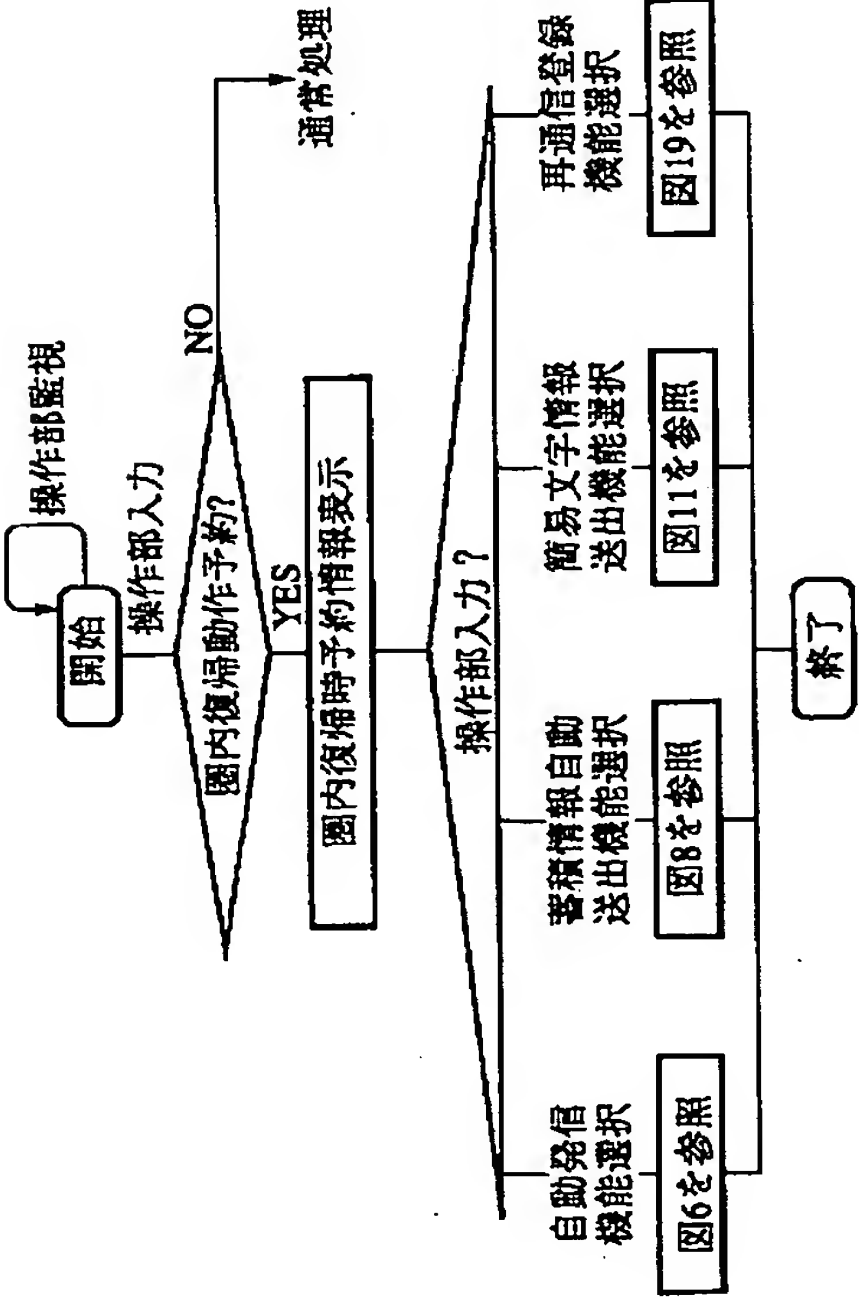 開始
操作部監視
操作部入力
圏内復帰動作予約?
NO
通常処理
YES
圏内復帰時予約情報表示
操作部入力?
自動発信
機能選択
蓄積情報自動
送出機能選択
簡易文字情報
送出機能選択
再通信登録
機能選択
図6を参照
図8を参照
図11を参照
図19を参照
終了